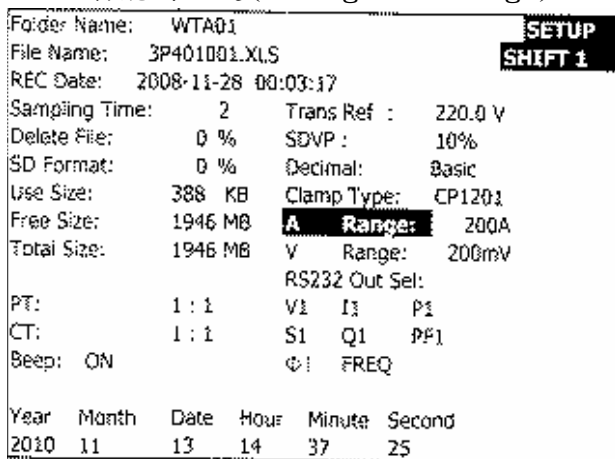 Folder Name: WTA01 SETUP
File Name: 3P401001.XLS SHIFT 1
REC Date: 2008-11-28 00:03:17
Sampling Time: 2 Trans Ref : 220.0 V
Delete File: 0 % SDVP : 10%
SD Format: 0 % Decimal: Basic
Use Size: 388 KB Clamp Type: CP1201
Free Size: 1946 MB A Range: 200A
Total Size: 1946 MB V Range: 200mV
RS232 Out Sel:
PT: 1 : 1 V1 I1 P1
CT: 1 : 1 S1 Q1 PF1
Beep: ON Φ1 FREQ
Year Month Date Hour Minute Second
2010 11 13 14 37 25